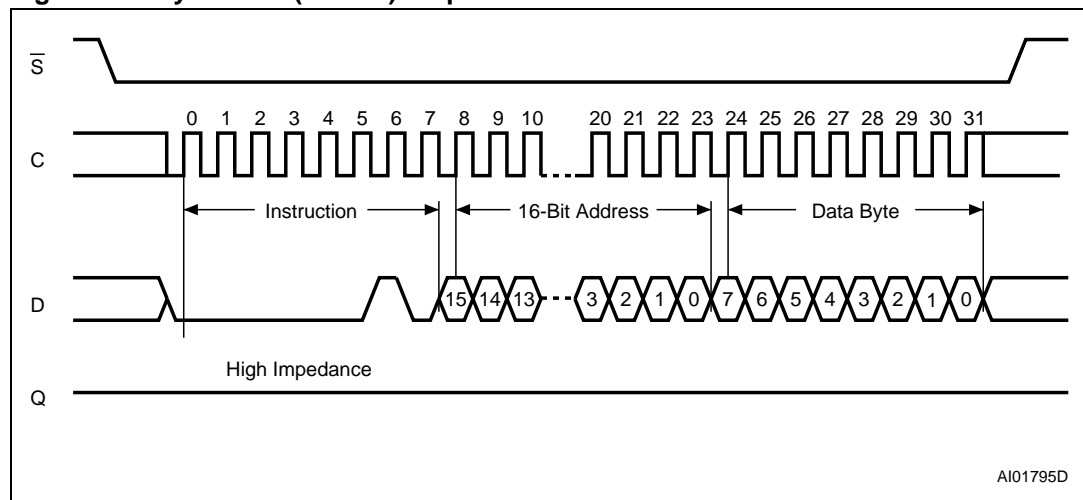 S
0 1 2 3 4 5 6 7 8 9 10 20 21 22 23 24 25 26 27 28 29 30 31
C
Instruction 16-Bit Address Data Byte
D 15 14 13 3 2 1 0 7 6 5 4 3 2 1 0
High Impedance
Q
AI01795D